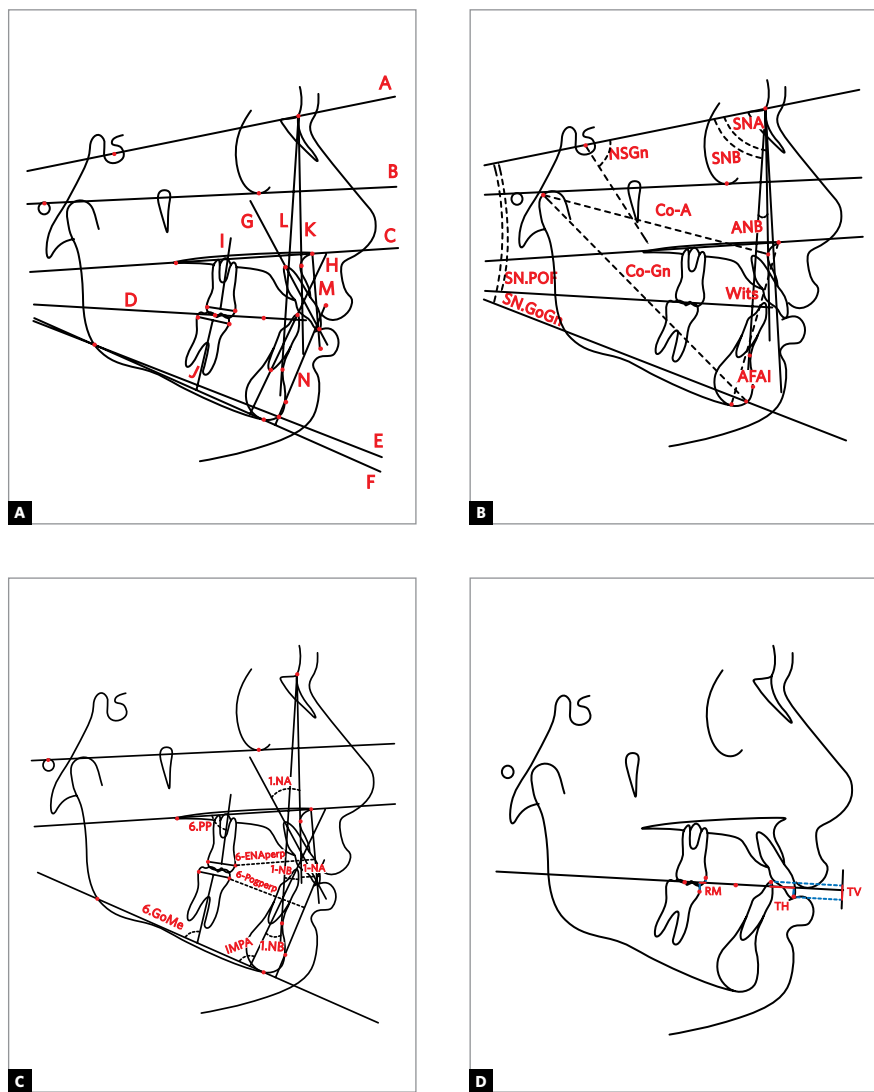 A
S
B
G
L
K
C
I
H
M
D
J
N
E
F
A
S
SNA
NSGn
SNB
Co-A
ANB
Co-Gn
SN.POF
Wits
SN.GoGn
AFAI
B
S
1.NA
6.PP
6-ENAperp
1-NB
1-NA
6-Pogperp
6.GoMe
IMPA
1.NB
C
S
RM
TH
TV
D